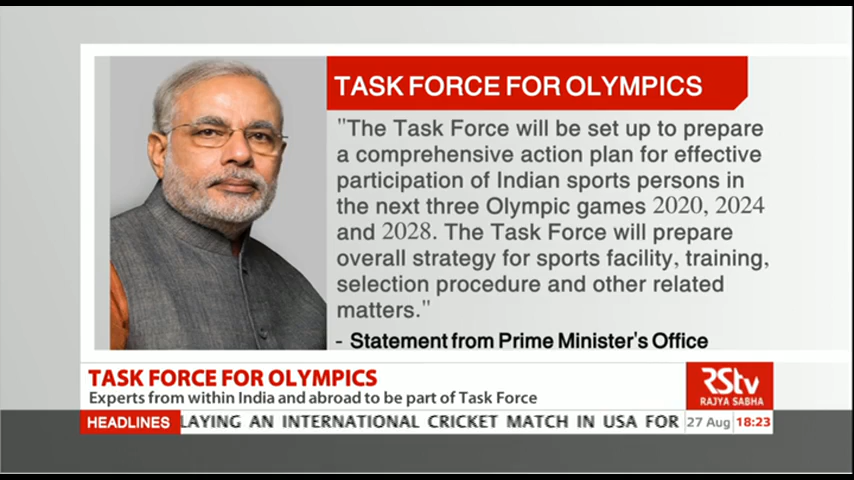 TASK FORCE FOR OLYMPICS
"The Task Force will be set up to prepare
a comprehensive action plan for effective
participation of Indian sports persons in
the next three Olympic games 2020, 2024
and 2028. The Task Force will prepare
overall strategy for sports facility, training,
selection procedure and other related
matters."
- Statement from Prime Minister's Office
TASK FORCE FOR OLYMPICS
Experts from within India and abroad to be part of Task Force
RStv
RAJYA SABHA
HEADLINES LAYING AN INTERNATIONAL CRICKET MATCH IN USA FOR 27 Aug 18:23